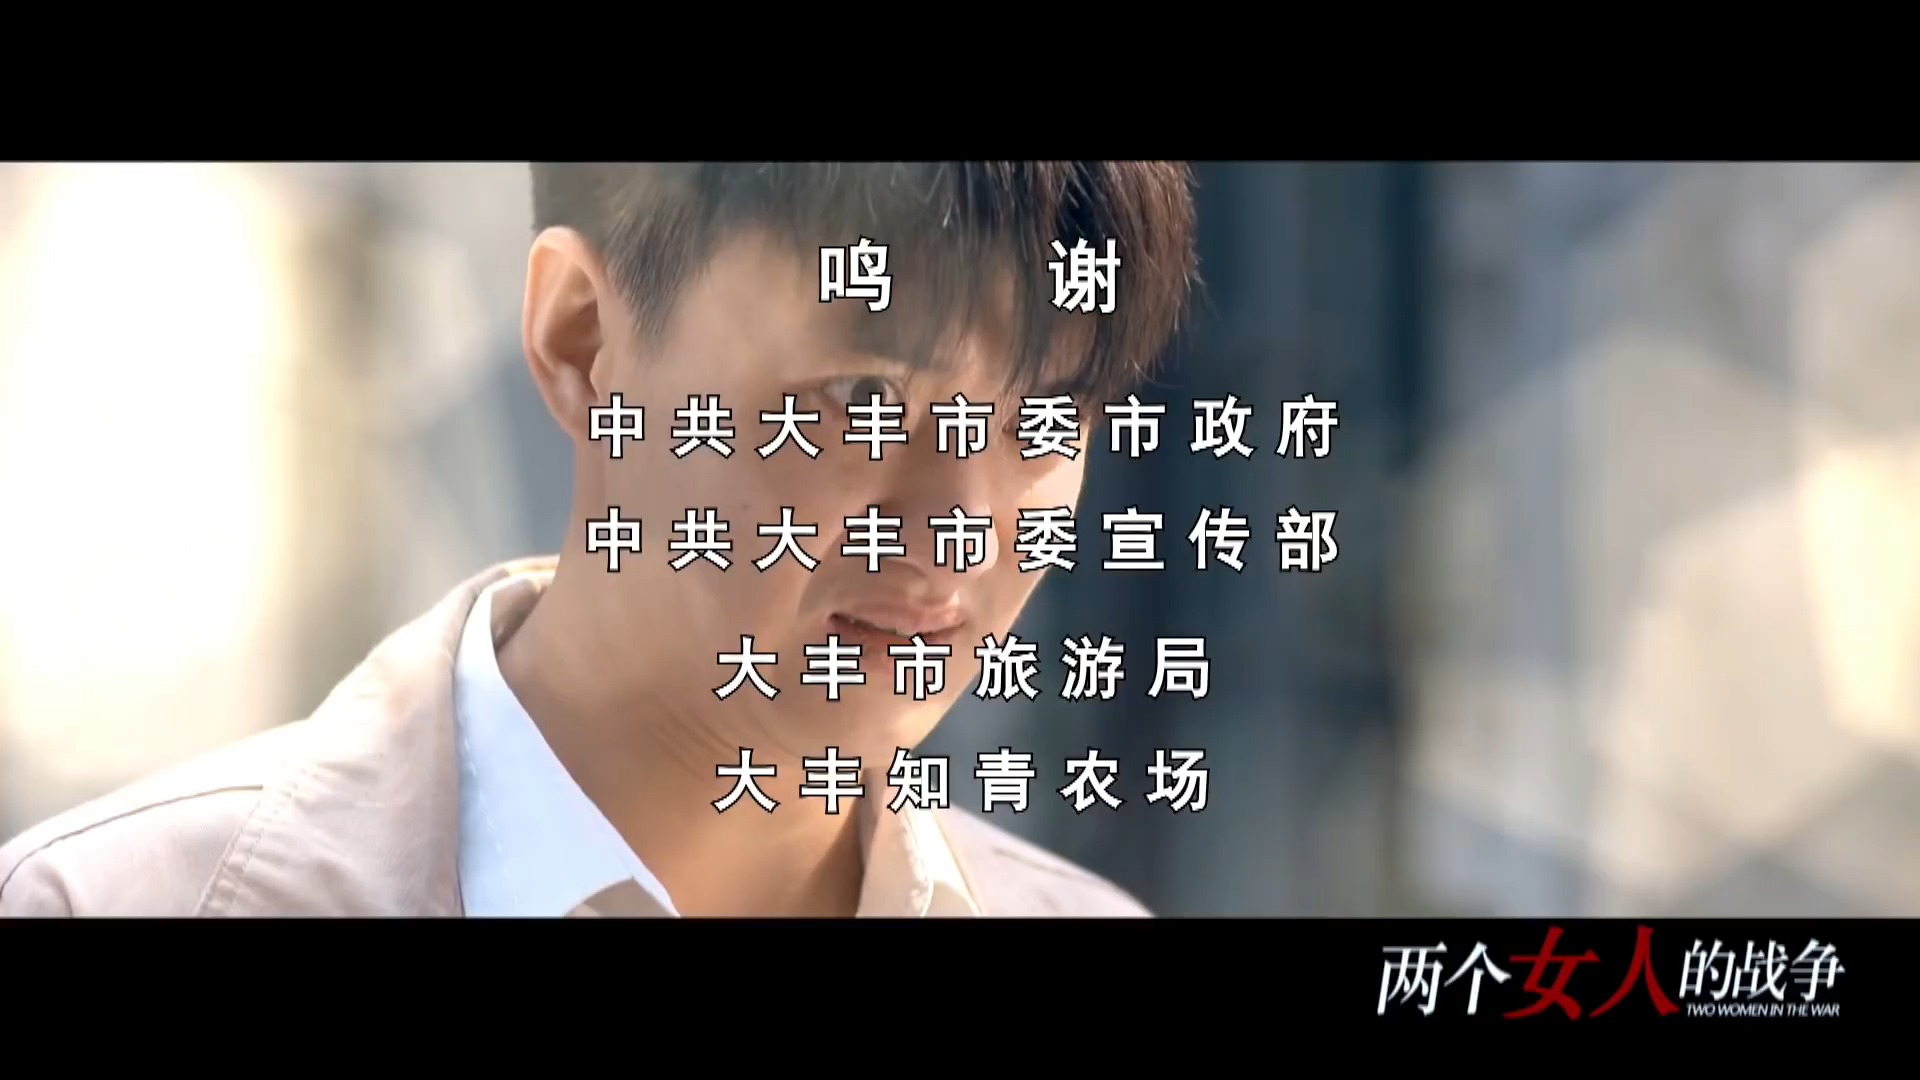 鸣 谢
中共大丰市委市政府
中共大丰市委宣传部
大丰市旅游局
大丰知青农场
两个女人的战争
TWO WOMEN IN THE WAR